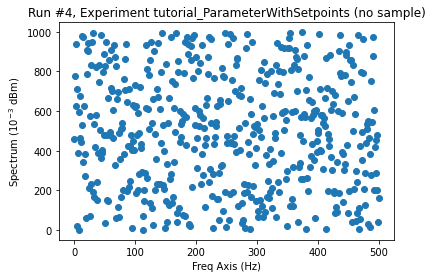 Run #4, Experiment tutorial_ParameterWithSetpoints (no sample)
1000
800
600
400
200
0
Spectrum (10⁻³ dBm)
0 100 200 300 400 500
Freq Axis (Hz)